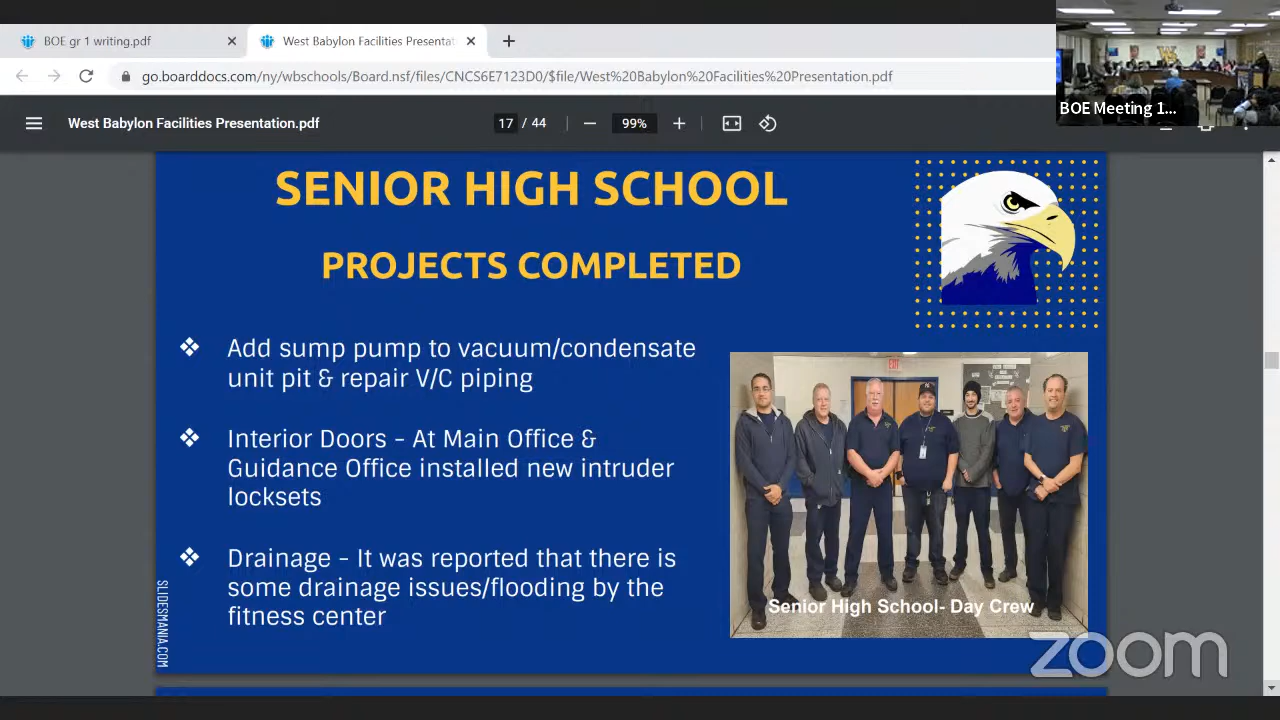 BOE gr 1 writing.pdf
West Babylon Facilities Presentat
go.boarddocs.com/ny/wbschools/Board.nsf/files/CNCS6E7123D0/$file/West%20Babylon%20Facilities%20Presentation.pdf
BOE Meeting 1...
West Babylon Facilities Presentation.pdf
17 / 44
99%
SENIOR HIGH SCHOOL
PROJECTS COMPLETED
Add sump pump to vacuum/condensate
unit pit & repair V/C piping
Interior Doors - At Main Office &
Guidance Office installed new intruder
locksets
Drainage - It was reported that there is
some drainage issues/flooding by the
fitness center
SLIDESMANIA.COM
EXIT
Senior High School- Day Crew
zoom